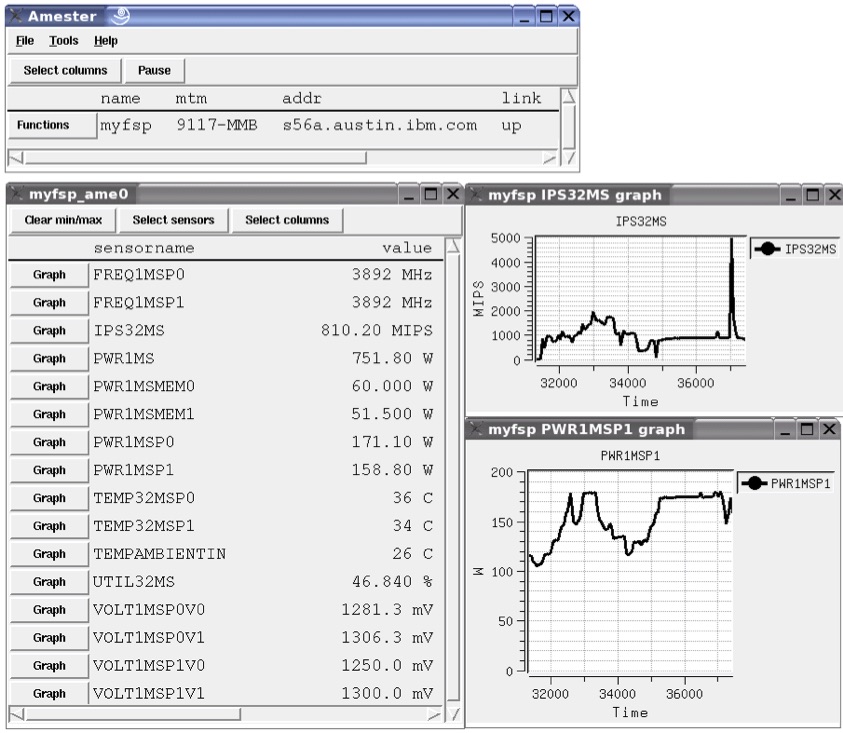 Amester
File Tools Help
Select columns Pause
name mtm addr link
Functions myfsp 9117-MMB s56a.austin.ibm.com up
myfsp_ame0
Clear min/max Select sensors Select columns
sensorname value
Graph FREQ1MSP0 3892 MHz
Graph FREQ1MSP1 3892 MHz
Graph IPS32MS 810.20 MIPS
Graph PWR1MS 751.80 W
Graph PWR1MSMEM0 60.000 W
Graph PWR1MSMEM1 51.500 W
Graph PWR1MSP0 171.10 W
Graph PWR1MSP1 158.80 W
Graph TEMP32MSP0 36 C
Graph TEMP32MSP1 34 C
Graph TEMPAMBIENTIN 26 C
Graph UTIL32MS 46.840 %
Graph VOLT1MSP0V0 1281.3 mV
Graph VOLT1MSP0V1 1306.3 mV
Graph VOLT1MSP1V0 1250.0 mV
Graph VOLT1MSP1V1 1300.0 mV
myfsp IPS32MS graph
IPS32MS
5000
4000
3000
2000
1000
0
MIPS
IPS32MS
32000 34000 36000
Time
myfsp PWR1MSP1 graph
PWR1MSP1
200
150
100
50
0
W
PWR1MSP1
32000 34000 36000
Time